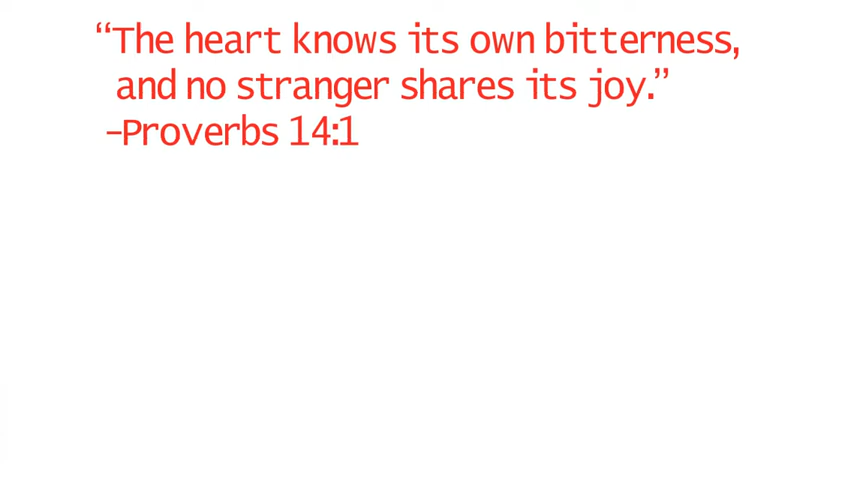 “The heart knows its own bitterness,
and no stranger shares its joy.”
-Proverbs 14:1